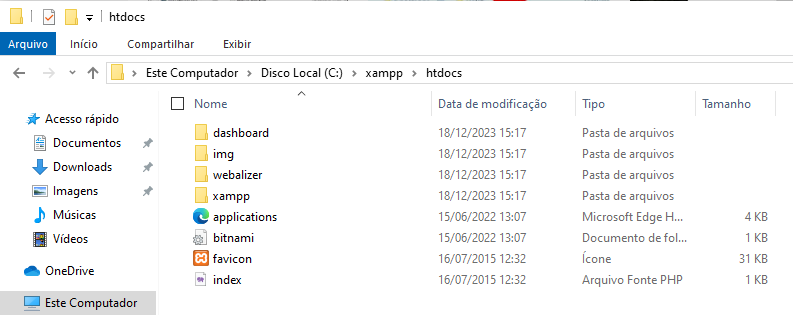 htdocs
Arquivo Início Compartilhar Exibir
Este Computador Disco Local (C:) xampp htdocs
Nome Data de modificação Tipo Tamanho
Acesso rápido
Documentos
Downloads
Imagens
Músicas
Vídeos
OneDrive
Este Computador
dashboard 18/12/2023 15:17 Pasta de arquivos
img 18/12/2023 15:17 Pasta de arquivos
webalizer 18/12/2023 15:17 Pasta de arquivos
xampp 18/12/2023 15:17 Pasta de arquivos
applications 15/06/2022 13:07 Microsoft Edge H... 4 KB
bitnami 15/06/2022 13:07 Documento de fol... 1 KB
favicon 16/07/2015 12:32 Ícone 31 KB
index 16/07/2015 12:32 Arquivo Fonte PHP 1 KB